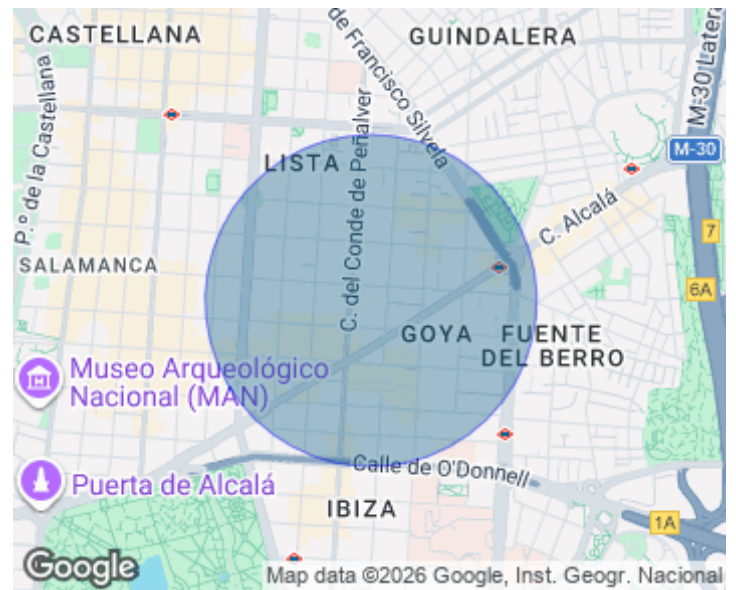 CASTELLANA
GUINDALERA
de Francisco Silvela
M-30 Later
P.º de la Castellana
LISTA
C. del Conde de Peñalver
M-30
C. Alcalá
7
SALAMANCA
6A
GOYA
FUENTE
DEL BERRO
Museo Arqueológico
Nacional (MAN)
Calle de O'Donnell
Puerta de Alcalá
IBIZA
1A
Google
Map data ©2026 Google, Inst. Geogr. Nacional